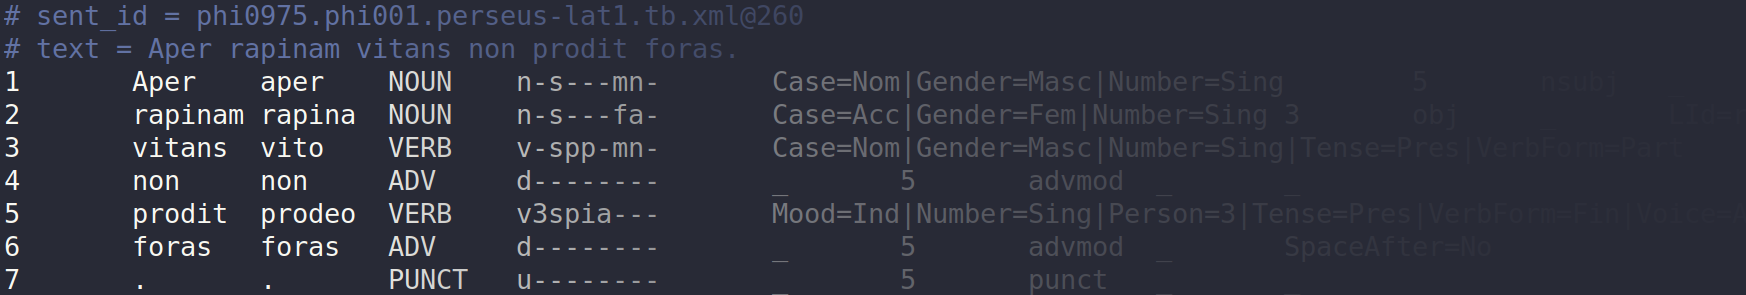 # sent_id = phi0975.phi001.perseus-lat1.tb.xml@260
# text = Aper rapinam vitans non prodit foras.
1 Aper aper NOUN n-s---mn- Case=Nom|Gender=Masc|Number=Sing 5 nsubj
2 rapinam rapina NOUN n-s---fa- Case=Acc|Gender=Fem|Number=Sing 3 obj
3 vitans vito VERB v-spp-mn- Case=Nom|Gender=Masc|Number=Sing|Tense=Pres|VerbForm=Part
4 non non ADV d-------- _ 5 advmod _ _
5 prodit prodeo VERB v3spia--- Mood=Ind|Number=Sing|Person=3|Tense=Pres|VerbForm=Fin|Voice=
6 foras foras ADV d-------- _ 5 advmod _ SpaceAfter=No
7 . . PUNCT u-------- _ 5 punct _ _